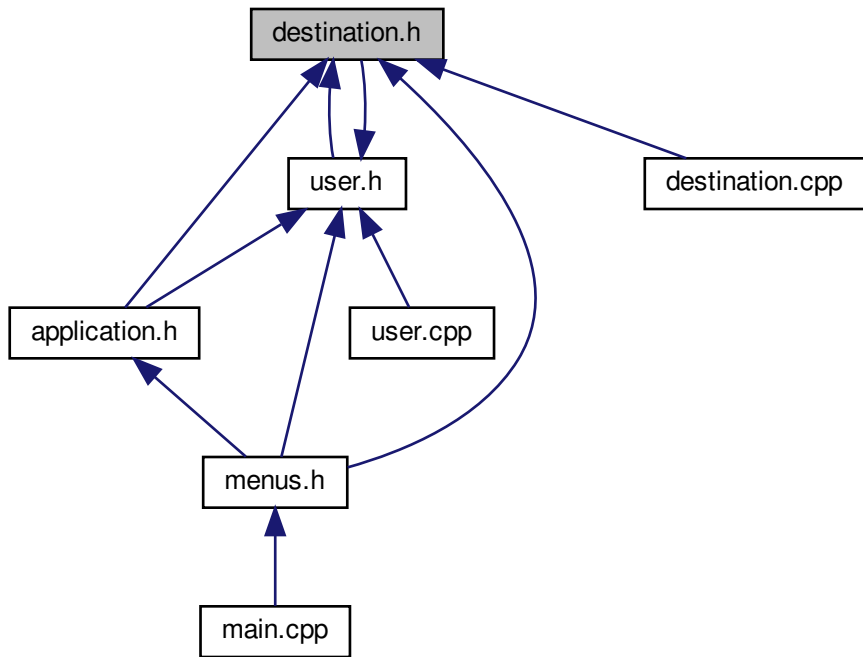 destination.h
user.h
destination.cpp
application.h
user.cpp
menus.h
main.cpp